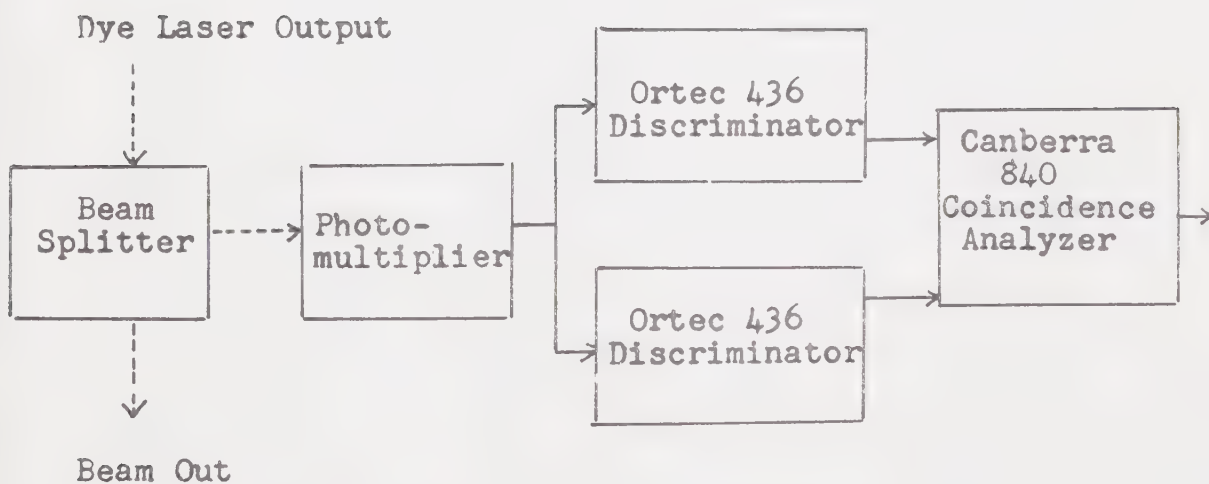 Dye Laser Output
Beam
Splitter
Photo-
multiplier
Ortec 436
Discriminator
Ortec 436
Discriminator
Canberra
840
Coincidence
Analyzer
Beam Out